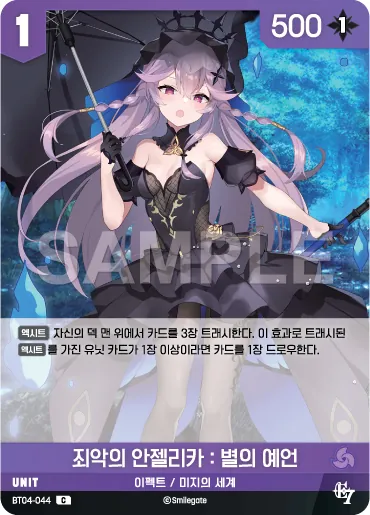 1
500 1
SAMPLE
엑시트 자신의 덱 맨 위에서 카드를 3장 트래시한다. 이 효과로 트래시된
엑시트 를 가진 유닛 카드가 1장 이상이라면 카드를 1장 드로우한다.
죄악의 안젤리카 : 별의 예언
UNIT 이펙트 / 미지의 세계
BT04-044 C ©Smilegate E7